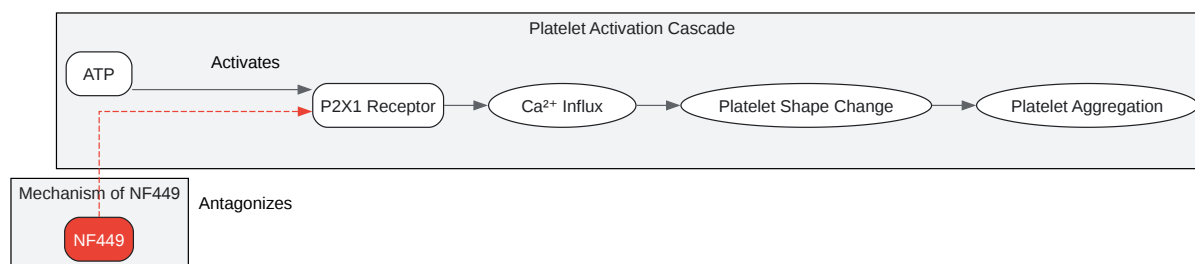 Platelet Activation Cascade
ATP
Activates
P2X1 Receptor
Ca²⁺ Influx
Platelet Shape Change
Platelet Aggregation
Mechanism of NF449
Antagonizes
NF449